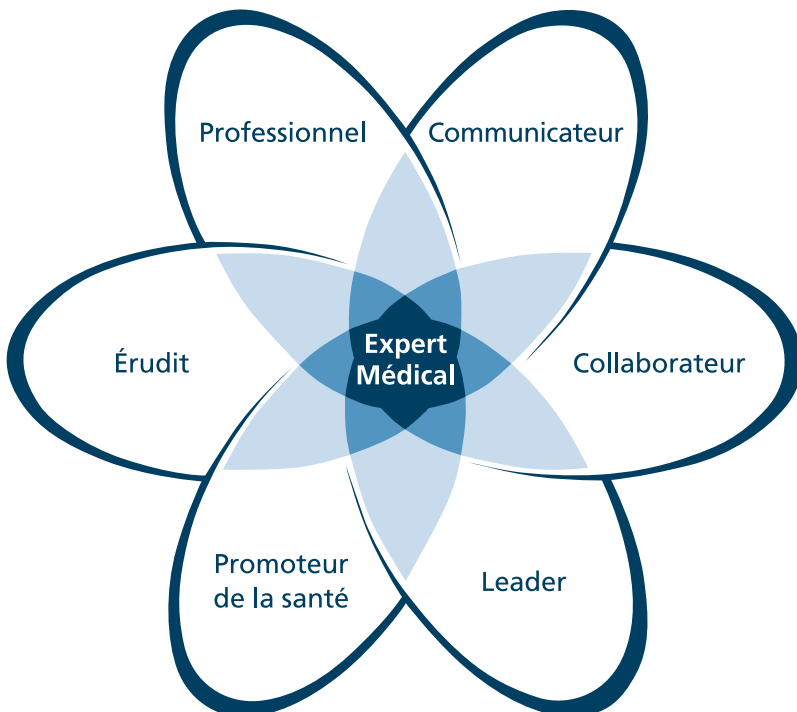 Professionnel
Communicateur
Érudit
Expert
Médical
Collaborateur
Promoteur
de la santé
Leader